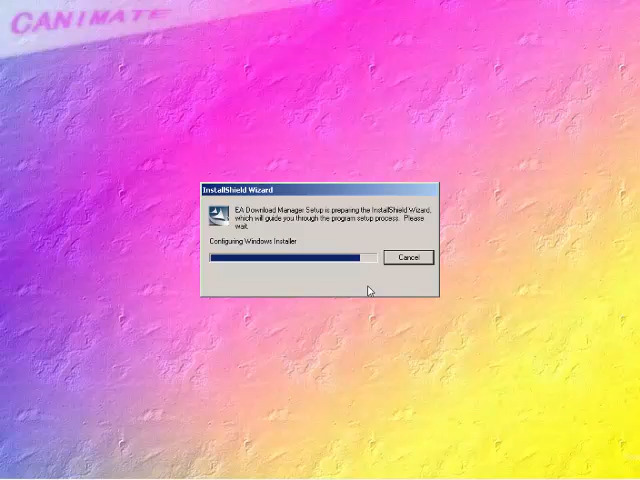 CANIMATE
InstallShield Wizard
EA Download Manager Setup is preparing the InstallShield Wizard,
which will guide you through the program setup process. Please
wait.
Configuring Windows Installer
Cancel